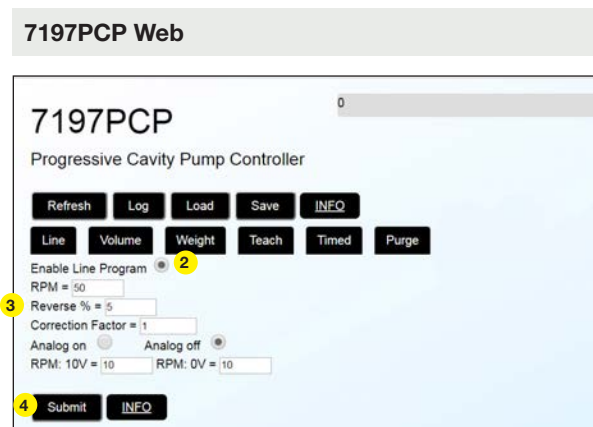 7197PCP Web
0
7197PCP
Progressive Cavity Pump Controller
Refresh Log Load Save INFO
Line Volume Weight Teach Timed Purge
Enable Line Program 2
RPM = 50
3 Reverse % = 5
Correction Factor = 1
Analog on Analog off
RPM: 10V = 10 RPM: 0V = 10
4 Submit INFO